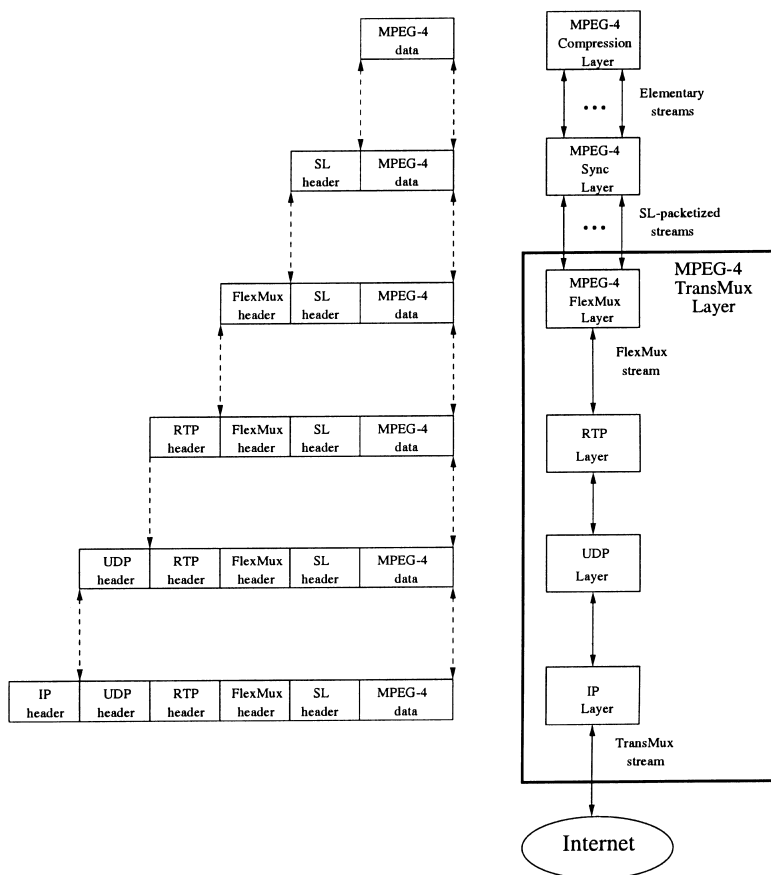 MPEG-4
data
MPEG-4
Compression
Layer
Elementary
streams
SL
header
MPEG-4
data
MPEG-4
Sync
Layer
SL-packetized
streams
MPEG-4
TransMux
Layer
FlexMux
header
SL
header
MPEG-4
data
MPEG-4
FlexMux
Layer
FlexMux
stream
RTP
header
FlexMux
header
SL
header
MPEG-4
data
RTP
Layer
UDP
header
RTP
header
FlexMux
header
SL
header
MPEG-4
data
UDP
Layer
IP
header
UDP
header
RTP
header
FlexMux
header
SL
header
MPEG-4
data
IP
Layer
TransMux
stream
Internet